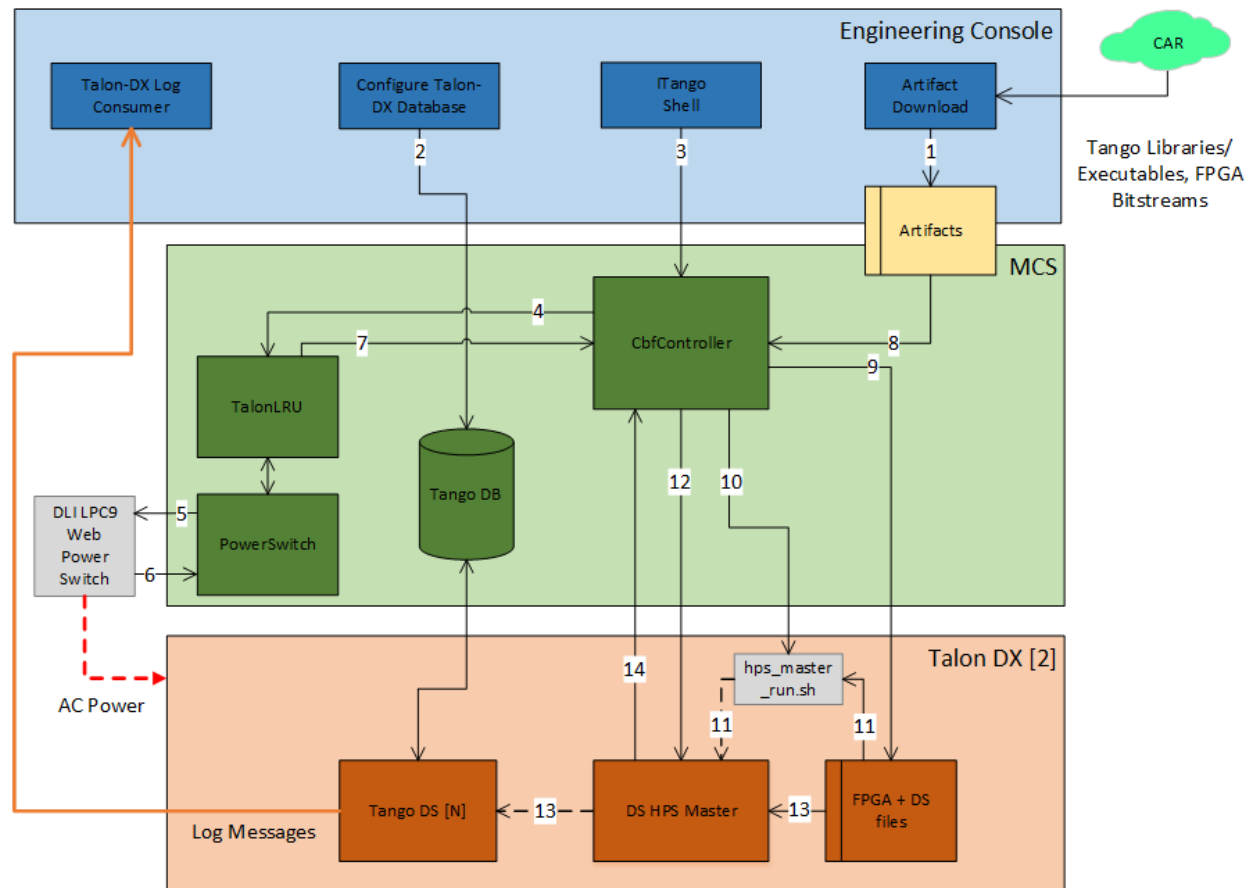 Engineering Console
CAR
Talon-DX Log
Consumer
Configure Talon-
DX Database
ITango
Shell
Artifact
Download
2
3
1
Tango Libraries/
Executables, FPGA
Bitstreams
Artifacts
MCS
4
7
CbfController
8
9
TalonLRU
12
10
Tango DB
DLI LPC9
Web
Power
Switch
5
6
PowerSwitch
Talon DX [2]
14
hps_master
_run.sh
AC Power
11
11
Tango DS [N]
13
DS HPS Master
13
FPGA + DS
files
Log Messages